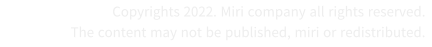 Copyrights 2022. Miri company all rights reserved.
The content may not be published, miri or redistributed.